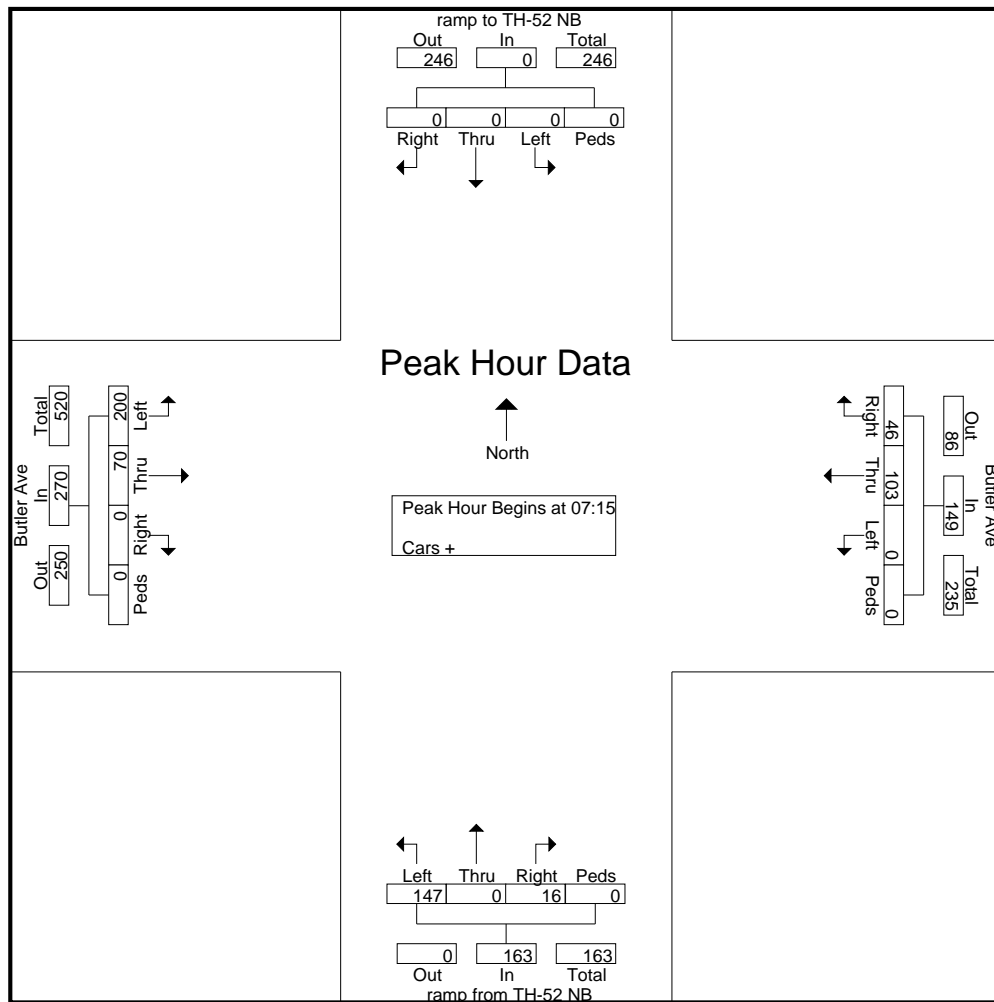 ramp to TH-52 NB
Out In Total
246 0 246
0 0 0 0
Right Thru Left Peds
Peak Hour Data
North
Peak Hour Begins at 07:15
Cars +
Butler Ave
Total In Out
520 270 250
200 70 0 0
Left Thru Right Peds
Butler Ave
Out In Total
86 149 235
46 103 0 0
Right Thru Left Peds
Left Thru Right Peds
147 0 16 0
0 163 163
Out In Total
ramp from TH-52 NB